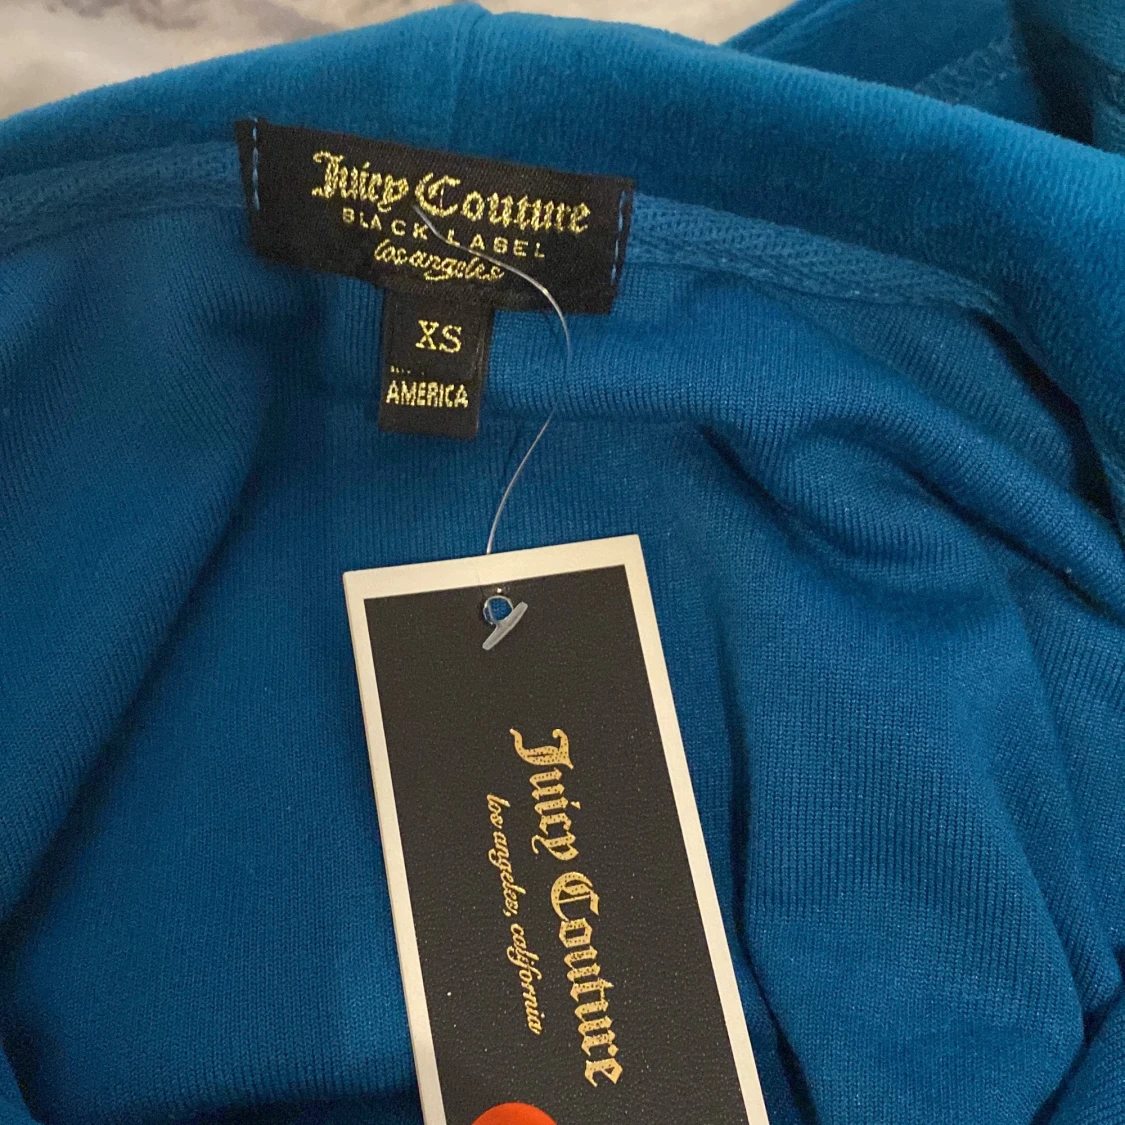 Juicy Couture
BLACK LABEL
los angeles
XS
AMERICA
Juicy Couture
los angeles, california